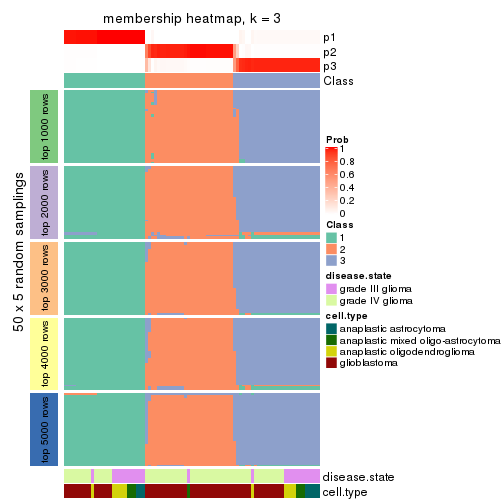 membership heatmap, k = 3
p1
p2
p3
Class
50 x 5 random samplings
top 1000 rows
top 2000 rows
top 3000 rows
top 4000 rows
top 5000 rows
Prob
1
0.8
0.6
0.4
0.2
0
Class
1
2
3
disease.state
grade III glioma
grade IV glioma
cell.type
anaplastic astrocytoma
anaplastic mixed oligo-astrocytoma
anaplastic oligodendroglioma
glioblastoma
disease.state
cell.type